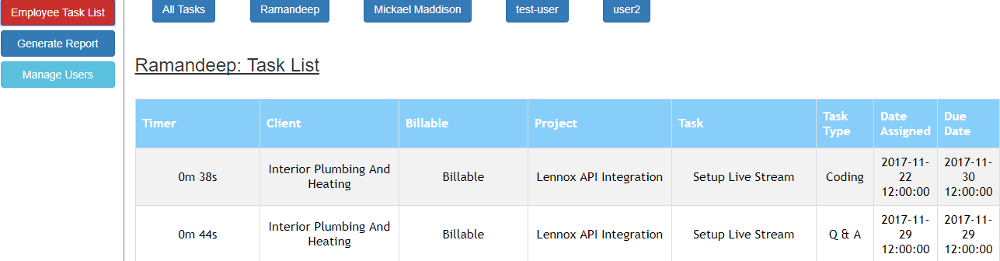 Employee Task List
Generate Report
Manage Users
All Tasks Ramandeep Mickael Maddison test-user user2
Ramandeep: Task List
Timer Client Billable Project Task Task Type Date Assigned Due Date
0m 38s Interior Plumbing And Heating Billable Lennox API Integration Setup Live Stream Coding 2017-11-22 12:00:00 2017-11-30 12:00:00
0m 44s Interior Plumbing And Heating Billable Lennox API Integration Setup Live Stream Q & A 2017-11-29 12:00:00 2017-11-29 12:00:00